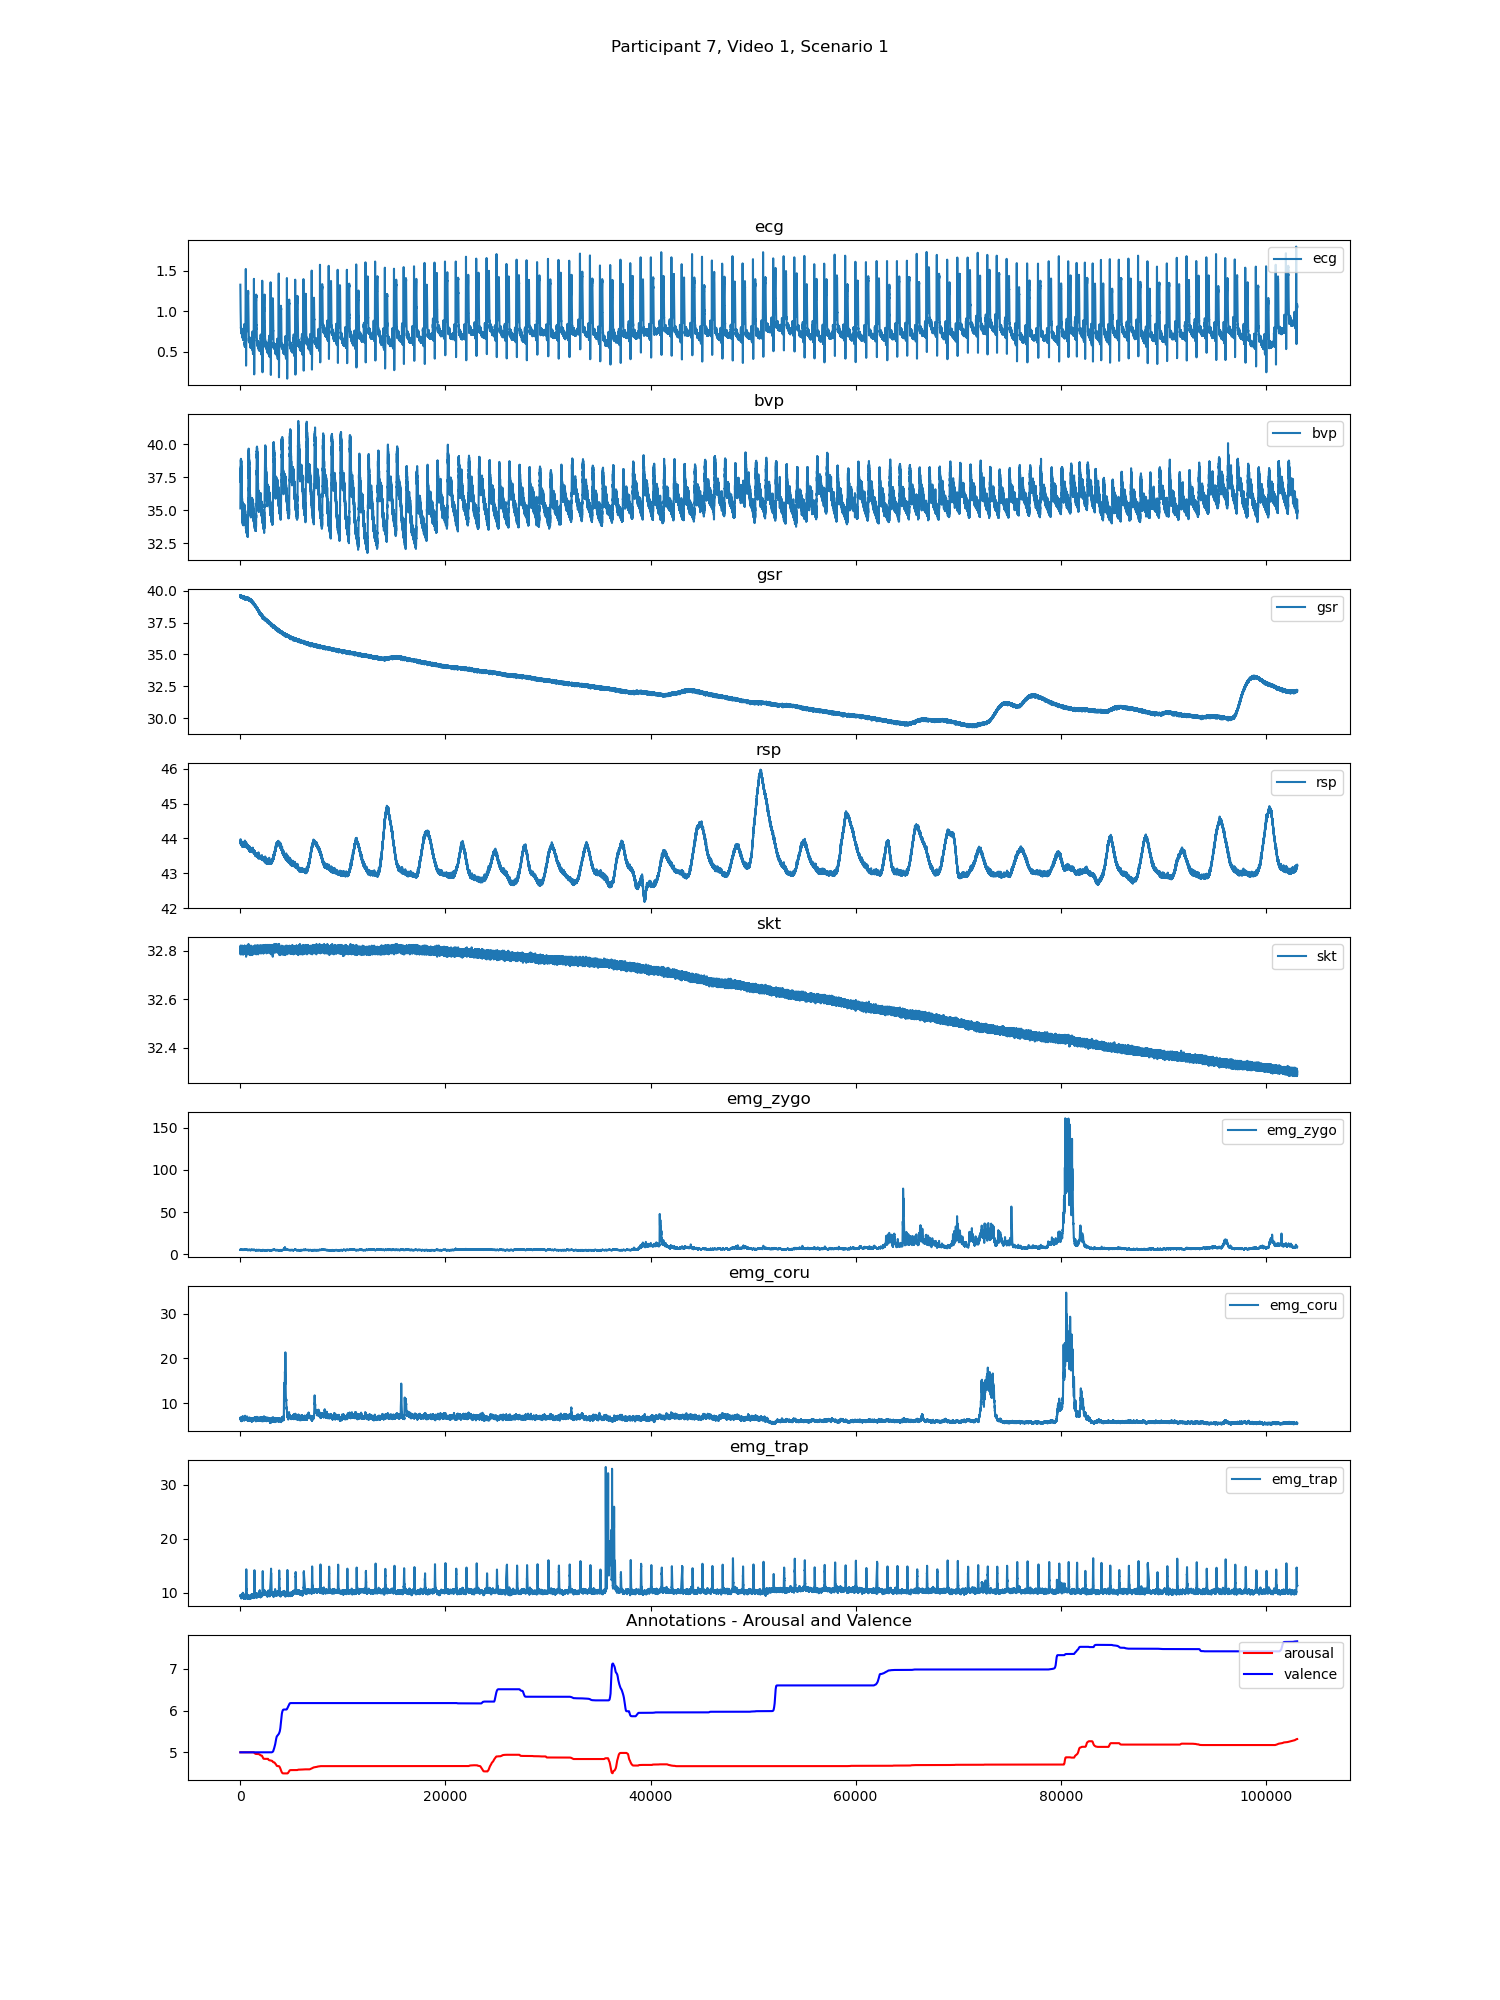 Participant 7, Video 1, Scenario 1
ecg
1.5
1.0
0.5
ecg
bvp
40.0
37.5
35.0
32.5
bvp
gsr
40.0
37.5
35.0
32.5
30.0
gsr
rsp
46
45
44
43
42
rsp
skt
32.8
32.6
32.4
skt
emg_zygo
150
100
50
0
emg_zygo
emg_coru
30
20
10
emg_coru
emg_trap
30
20
10
emg_trap
Annotations - Arousal and Valence
7
6
5
arousal
valence
0 20000 40000 60000 80000 100000